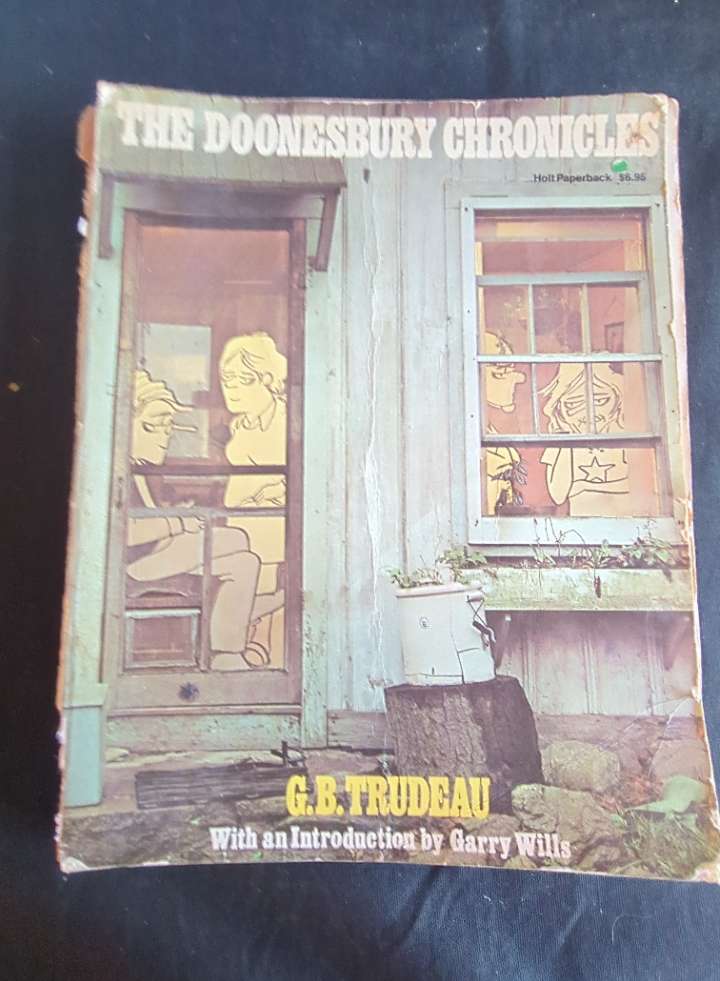 THE DOONESBURY CHRONICLES
Holt Paperback $6.95
G.B. TRUDEAU
With an Introduction by Garry Wills